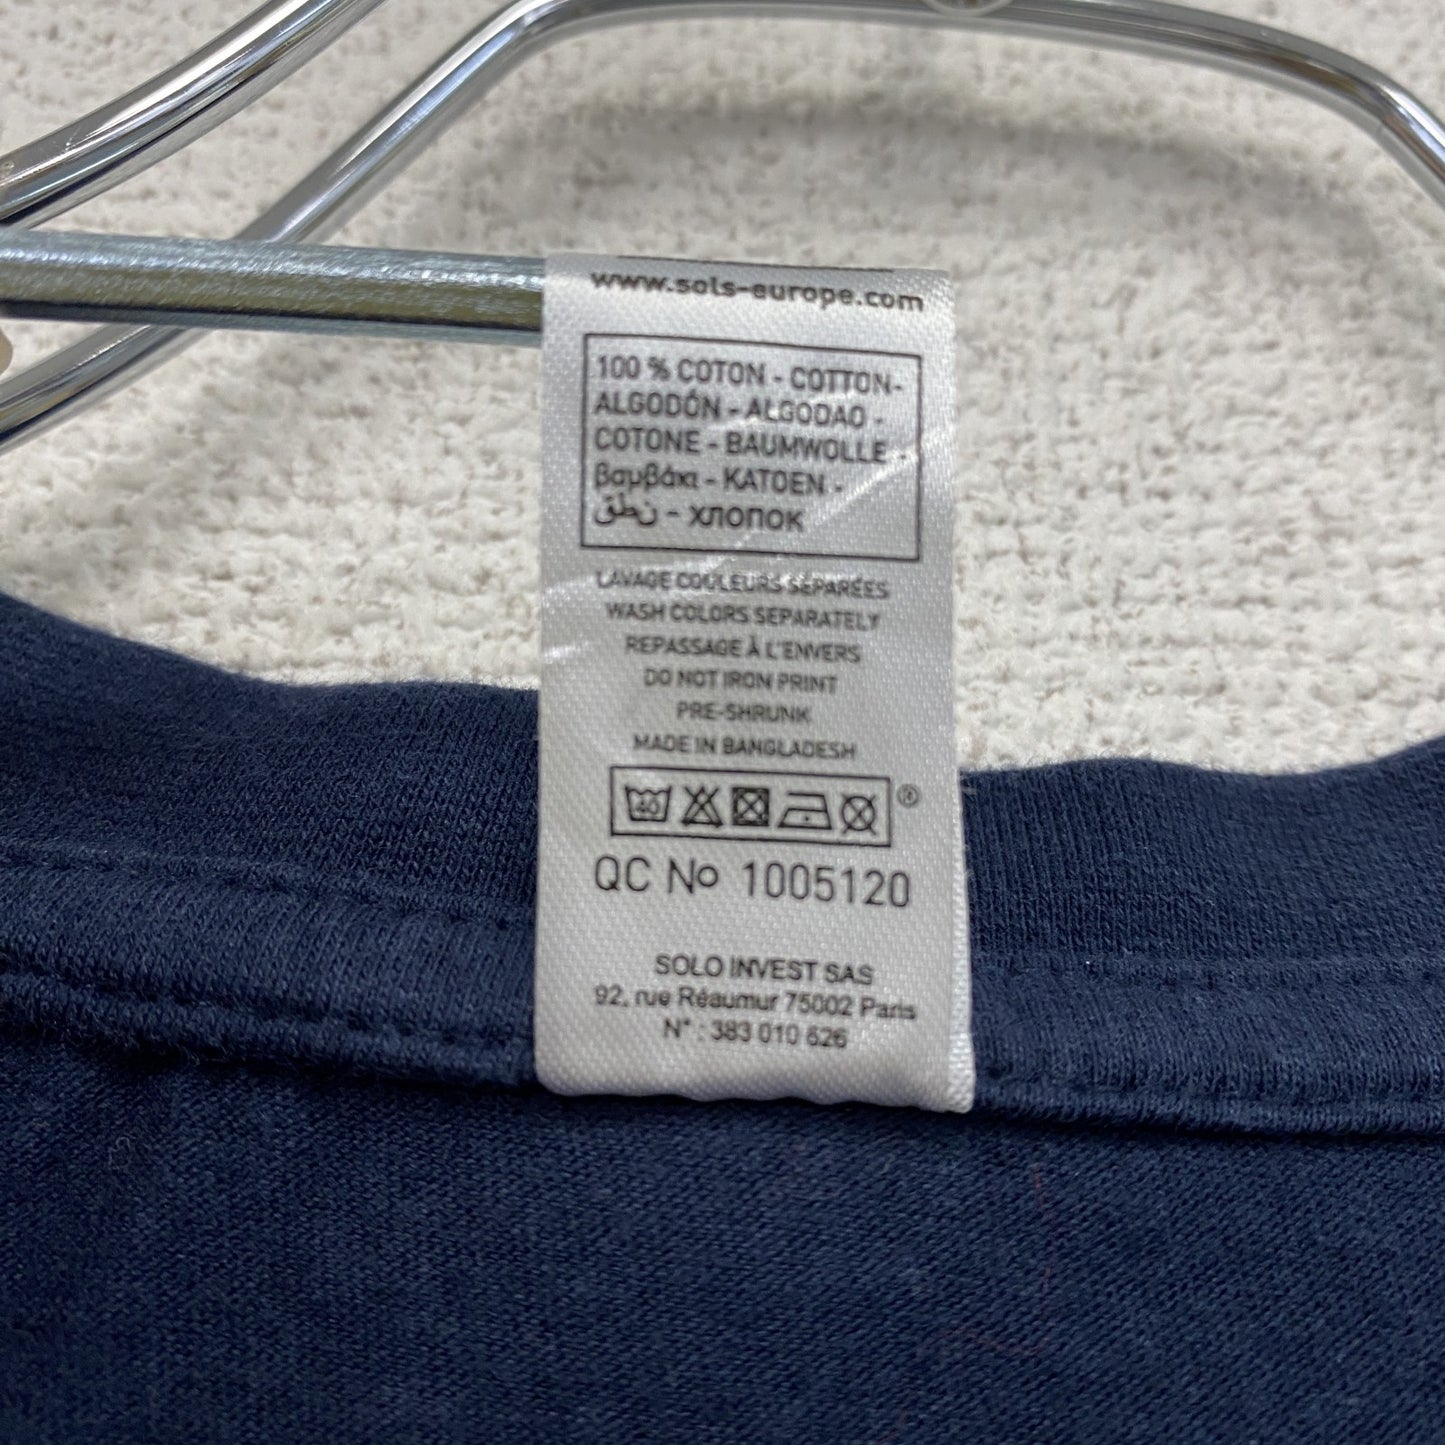 www.sols-europe.com
100 % COTON - COTTON-
ALGODÓN - ALGODAO -
COTONE - BAUMWOLLE -
βαμβάκι - KATOEN -
نطق - хлопок
LAVAGE COULEURS SÉPARÉES
WASH COLORS SEPARATELY
REPASSAGE À L'ENVERS
DO NOT IRON PRINT
PRE-SHRUNK
MADE IN BANGLADESH
40 ®
QC No 1005120
SOLO INVEST SAS
92, rue Réaumur 75002 Paris
N° : 383 010 626